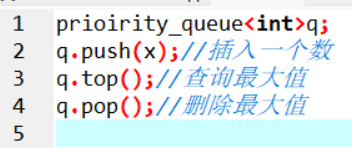 1 prioirity_queue<int>q;
2 q.push(x);//插入一个数
3 q.top();//查询最大值
4 q.pop();//删除最大值
5